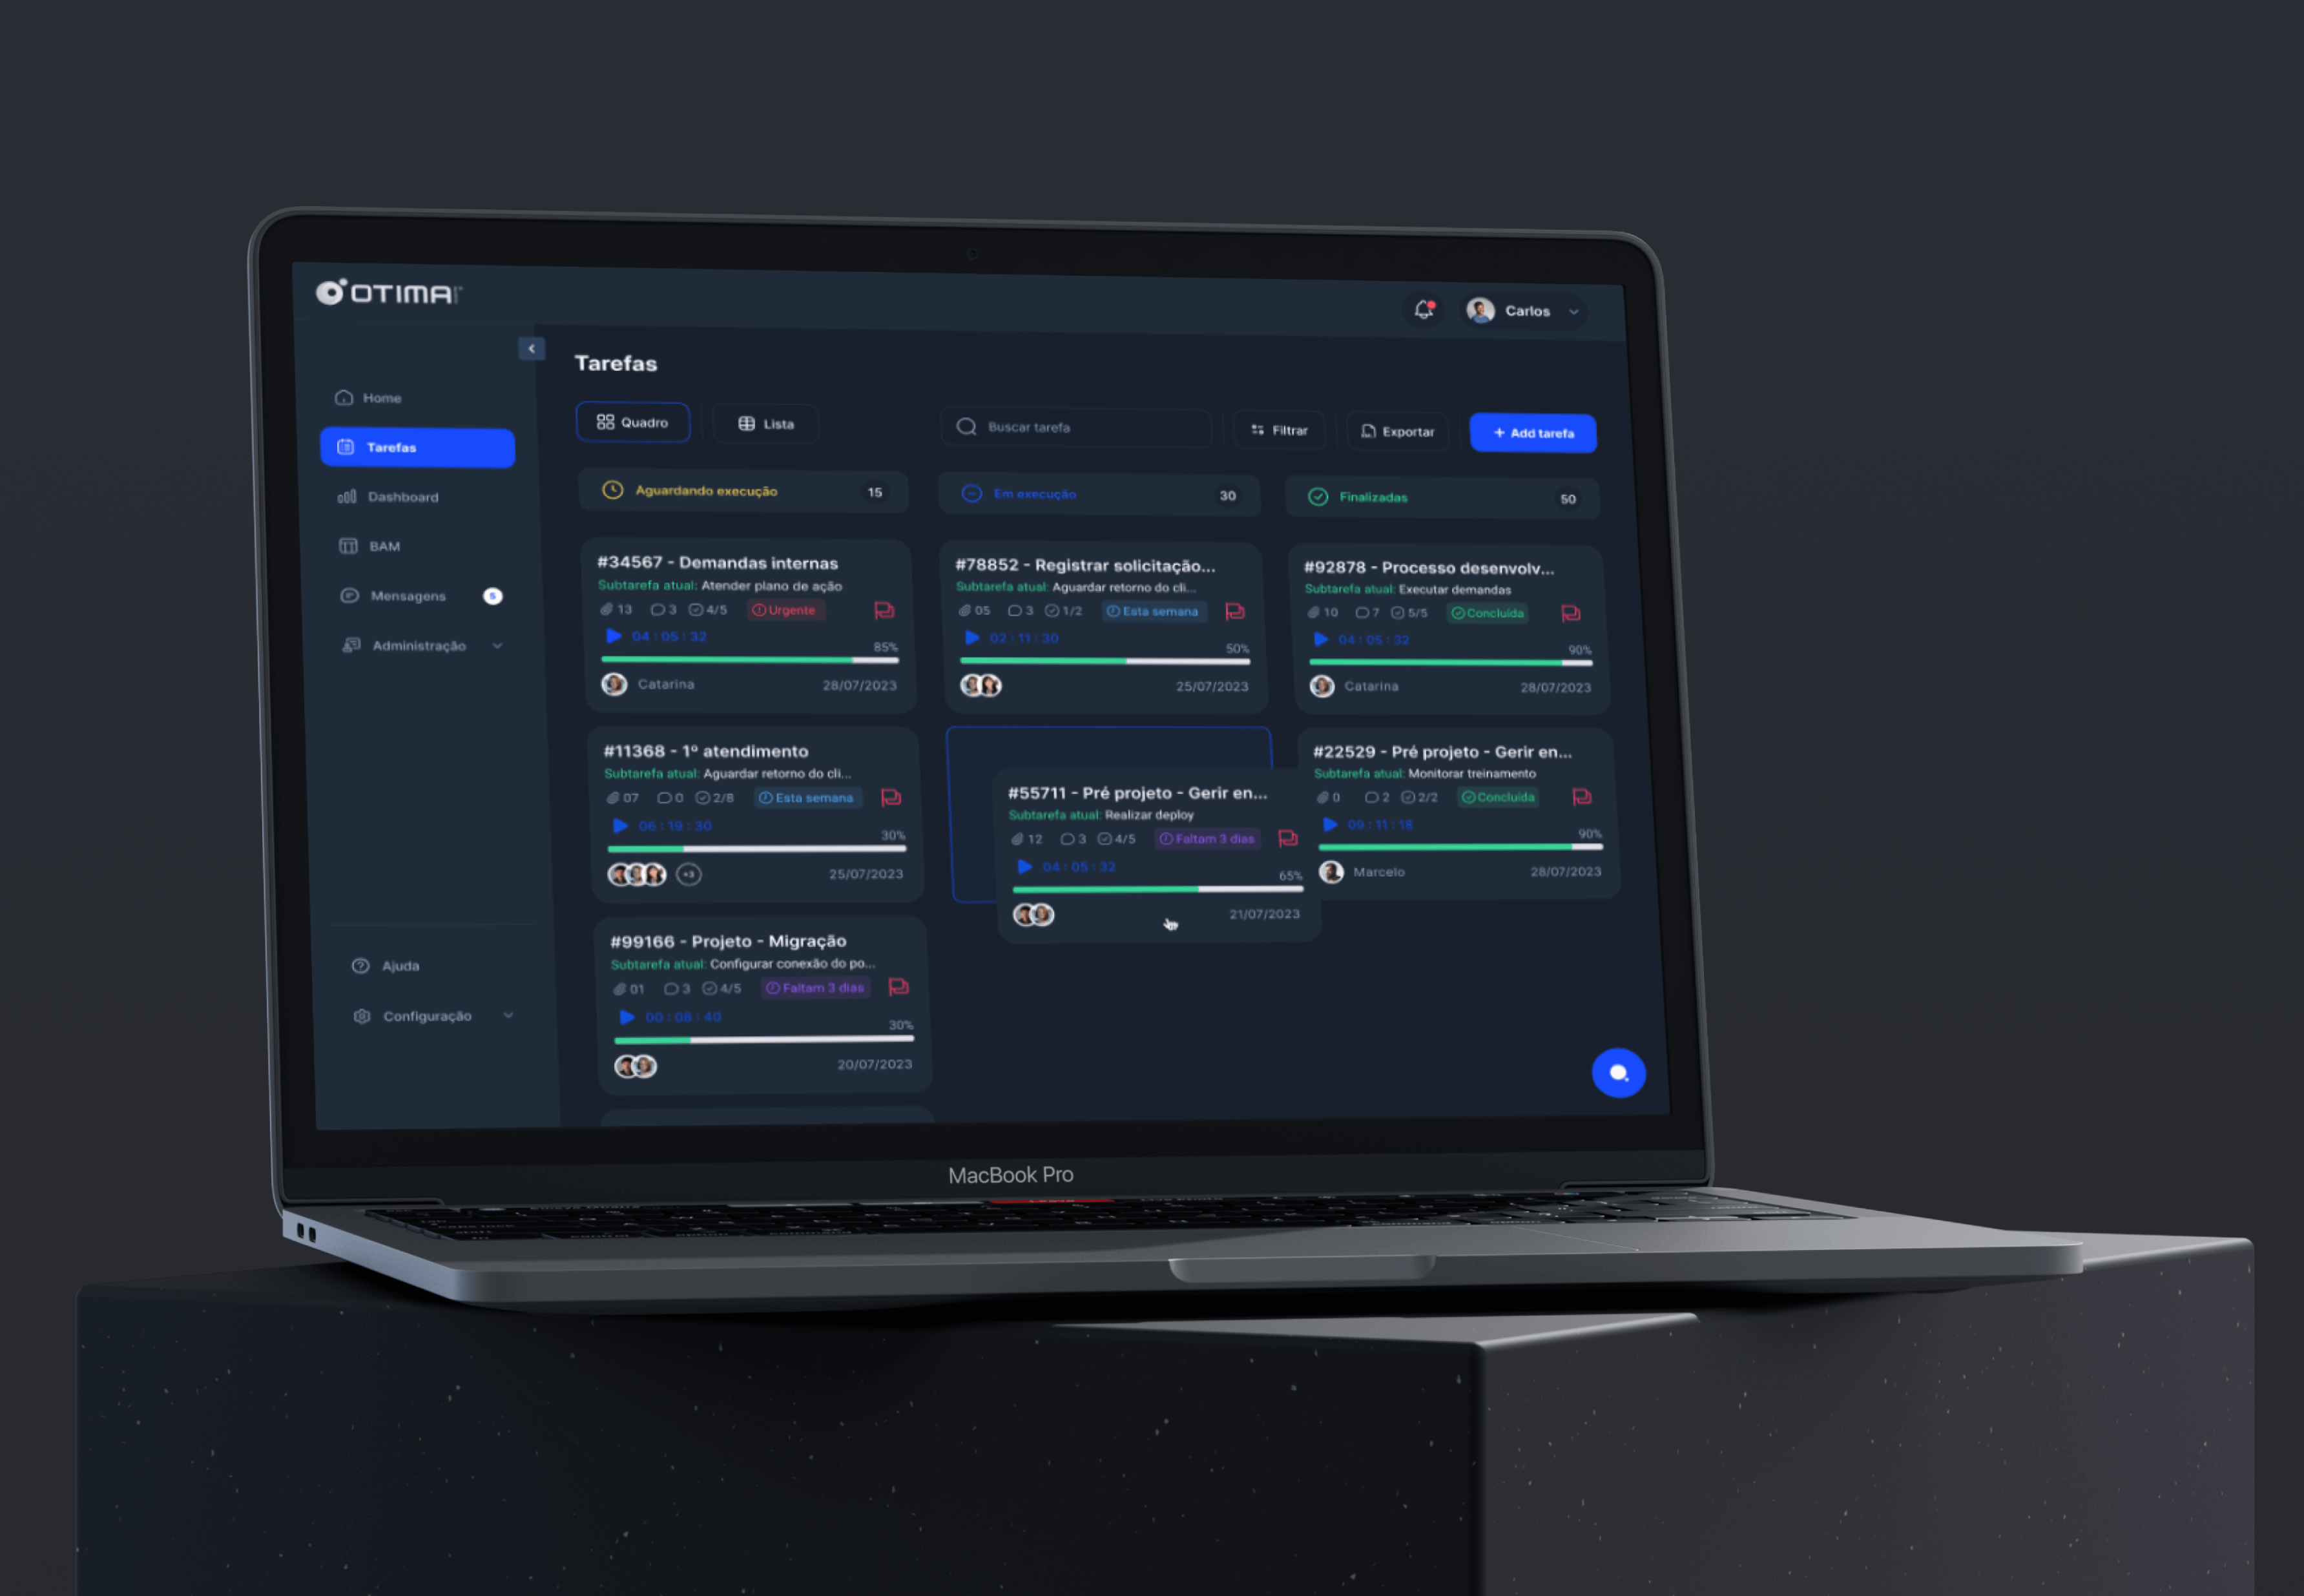 OTIMA
Carlos
Tarefas
Home
Tarefas
Dashboard
BAM
Mensagens 5
Administração
Ajuda
Configuração
Quadro
Lista
Buscar tarefa
Filtrar
Exportar
+ Add tarefa
Aguardando execução 15
#34567 - Demandas internas
Subtarefa atual: Atender plano de ação
13 3 4/5 Urgente
04 : 05 : 32
85%
Catarina 28/07/2023
#11368 - 1º atendimento
Subtarefa atual: Aguardar retorno do cli...
07 0 2/8 Esta semana
06 : 19 : 30
30%
+3 25/07/2023
#99166 - Projeto - Migração
Subtarefa atual: Configurar conexão do po...
01 3 4/5 Faltam 3 dias
00 : 08 : 40
30%
20/07/2023
Em execução 30
#78852 - Registrar solicitação...
Subtarefa atual: Aguardar retorno do cli...
05 3 1/2 Esta semana
02 : 11 : 30
50%
25/07/2023
#55711 - Pré projeto - Gerir en...
Subtarefa atual: Realizar deploy
12 3 4/5 Faltam 3 dias
04 : 05 : 32
65%
21/07/2023
Finalizadas 50
#92878 - Processo desenvolv...
Subtarefa atual: Executar demandas
10 7 5/5 Concluída
04 : 05 : 32
90%
Catarina 28/07/2023
#22529 - Pré projeto - Gerir en...
Subtarefa atual: Monitorar treinamento
0 2 2/2 Concluída
09 : 11 : 18
90%
Marcelo 28/07/2023
MacBook Pro